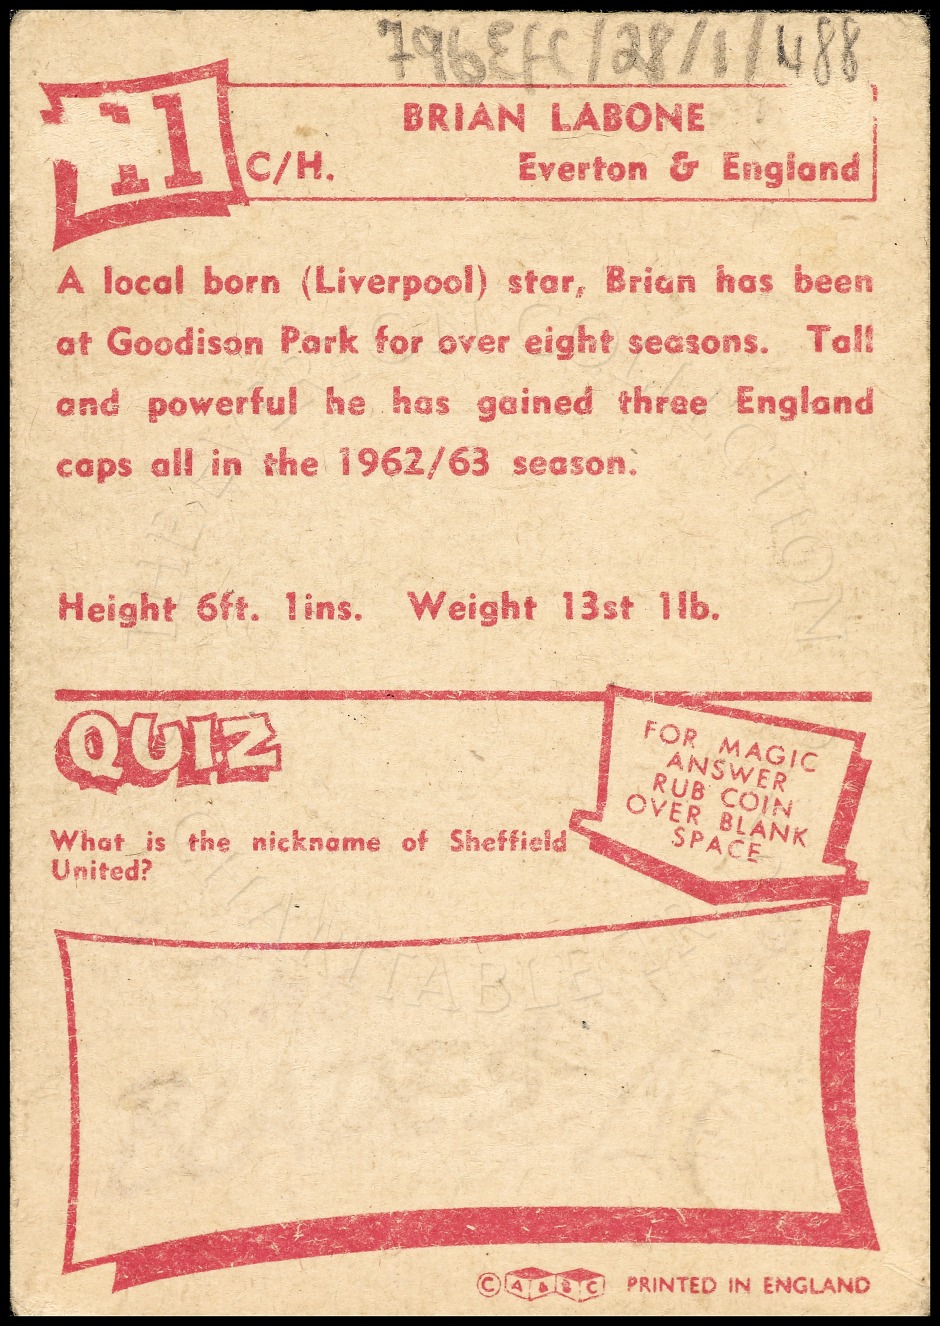 796EFC/28/1/488
11
BRIAN LABONE
C/H. Everton & England
A local born (Liverpool) star, Brian has been
at Goodison Park for over eight seasons. Tall
and powerful he has gained three England
caps all in the 1962/63 season.
Height 6ft. 1ins. Weight 13st 1lb.
QUIZ
FOR MAGIC
ANSWER
RUB COIN
OVER BLANK
SPACE
What is the nickname of Sheffield
United?
© A&BC PRINTED IN ENGLAND